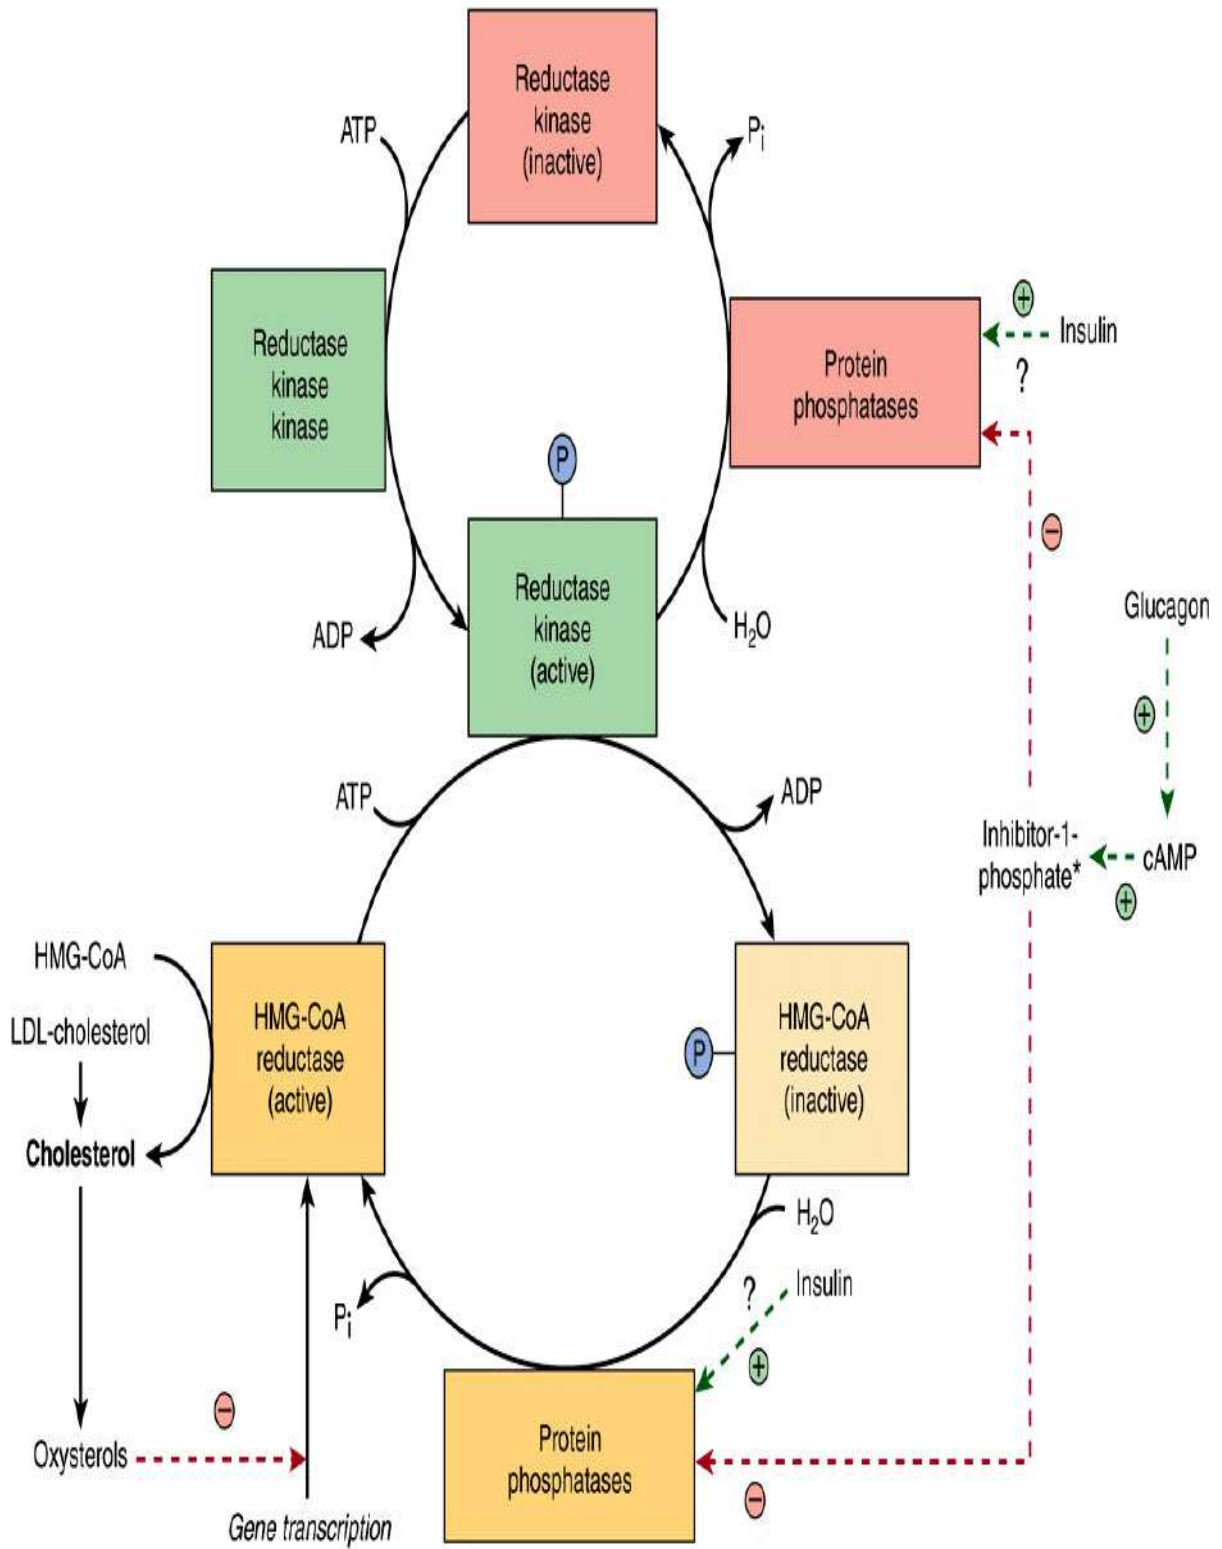 Reductase
kinase
(inactive)
ATP
Pi
Reductase
kinase
kinase
Protein
phosphatases
+
Insulin
?
P
−
Reductase
kinase
(active)
ADP
H2O
Glucagon
+
ATP
ADP
Inhibitor-1-
phosphate*
cAMP
+
HMG-CoA
LDL-cholesterol
Cholesterol
HMG-CoA
reductase
(active)
P
HMG-CoA
reductase
(inactive)
H2O
Pi
?
Insulin
+
−
Oxysterols
Gene transcription
Protein
phosphatases
−